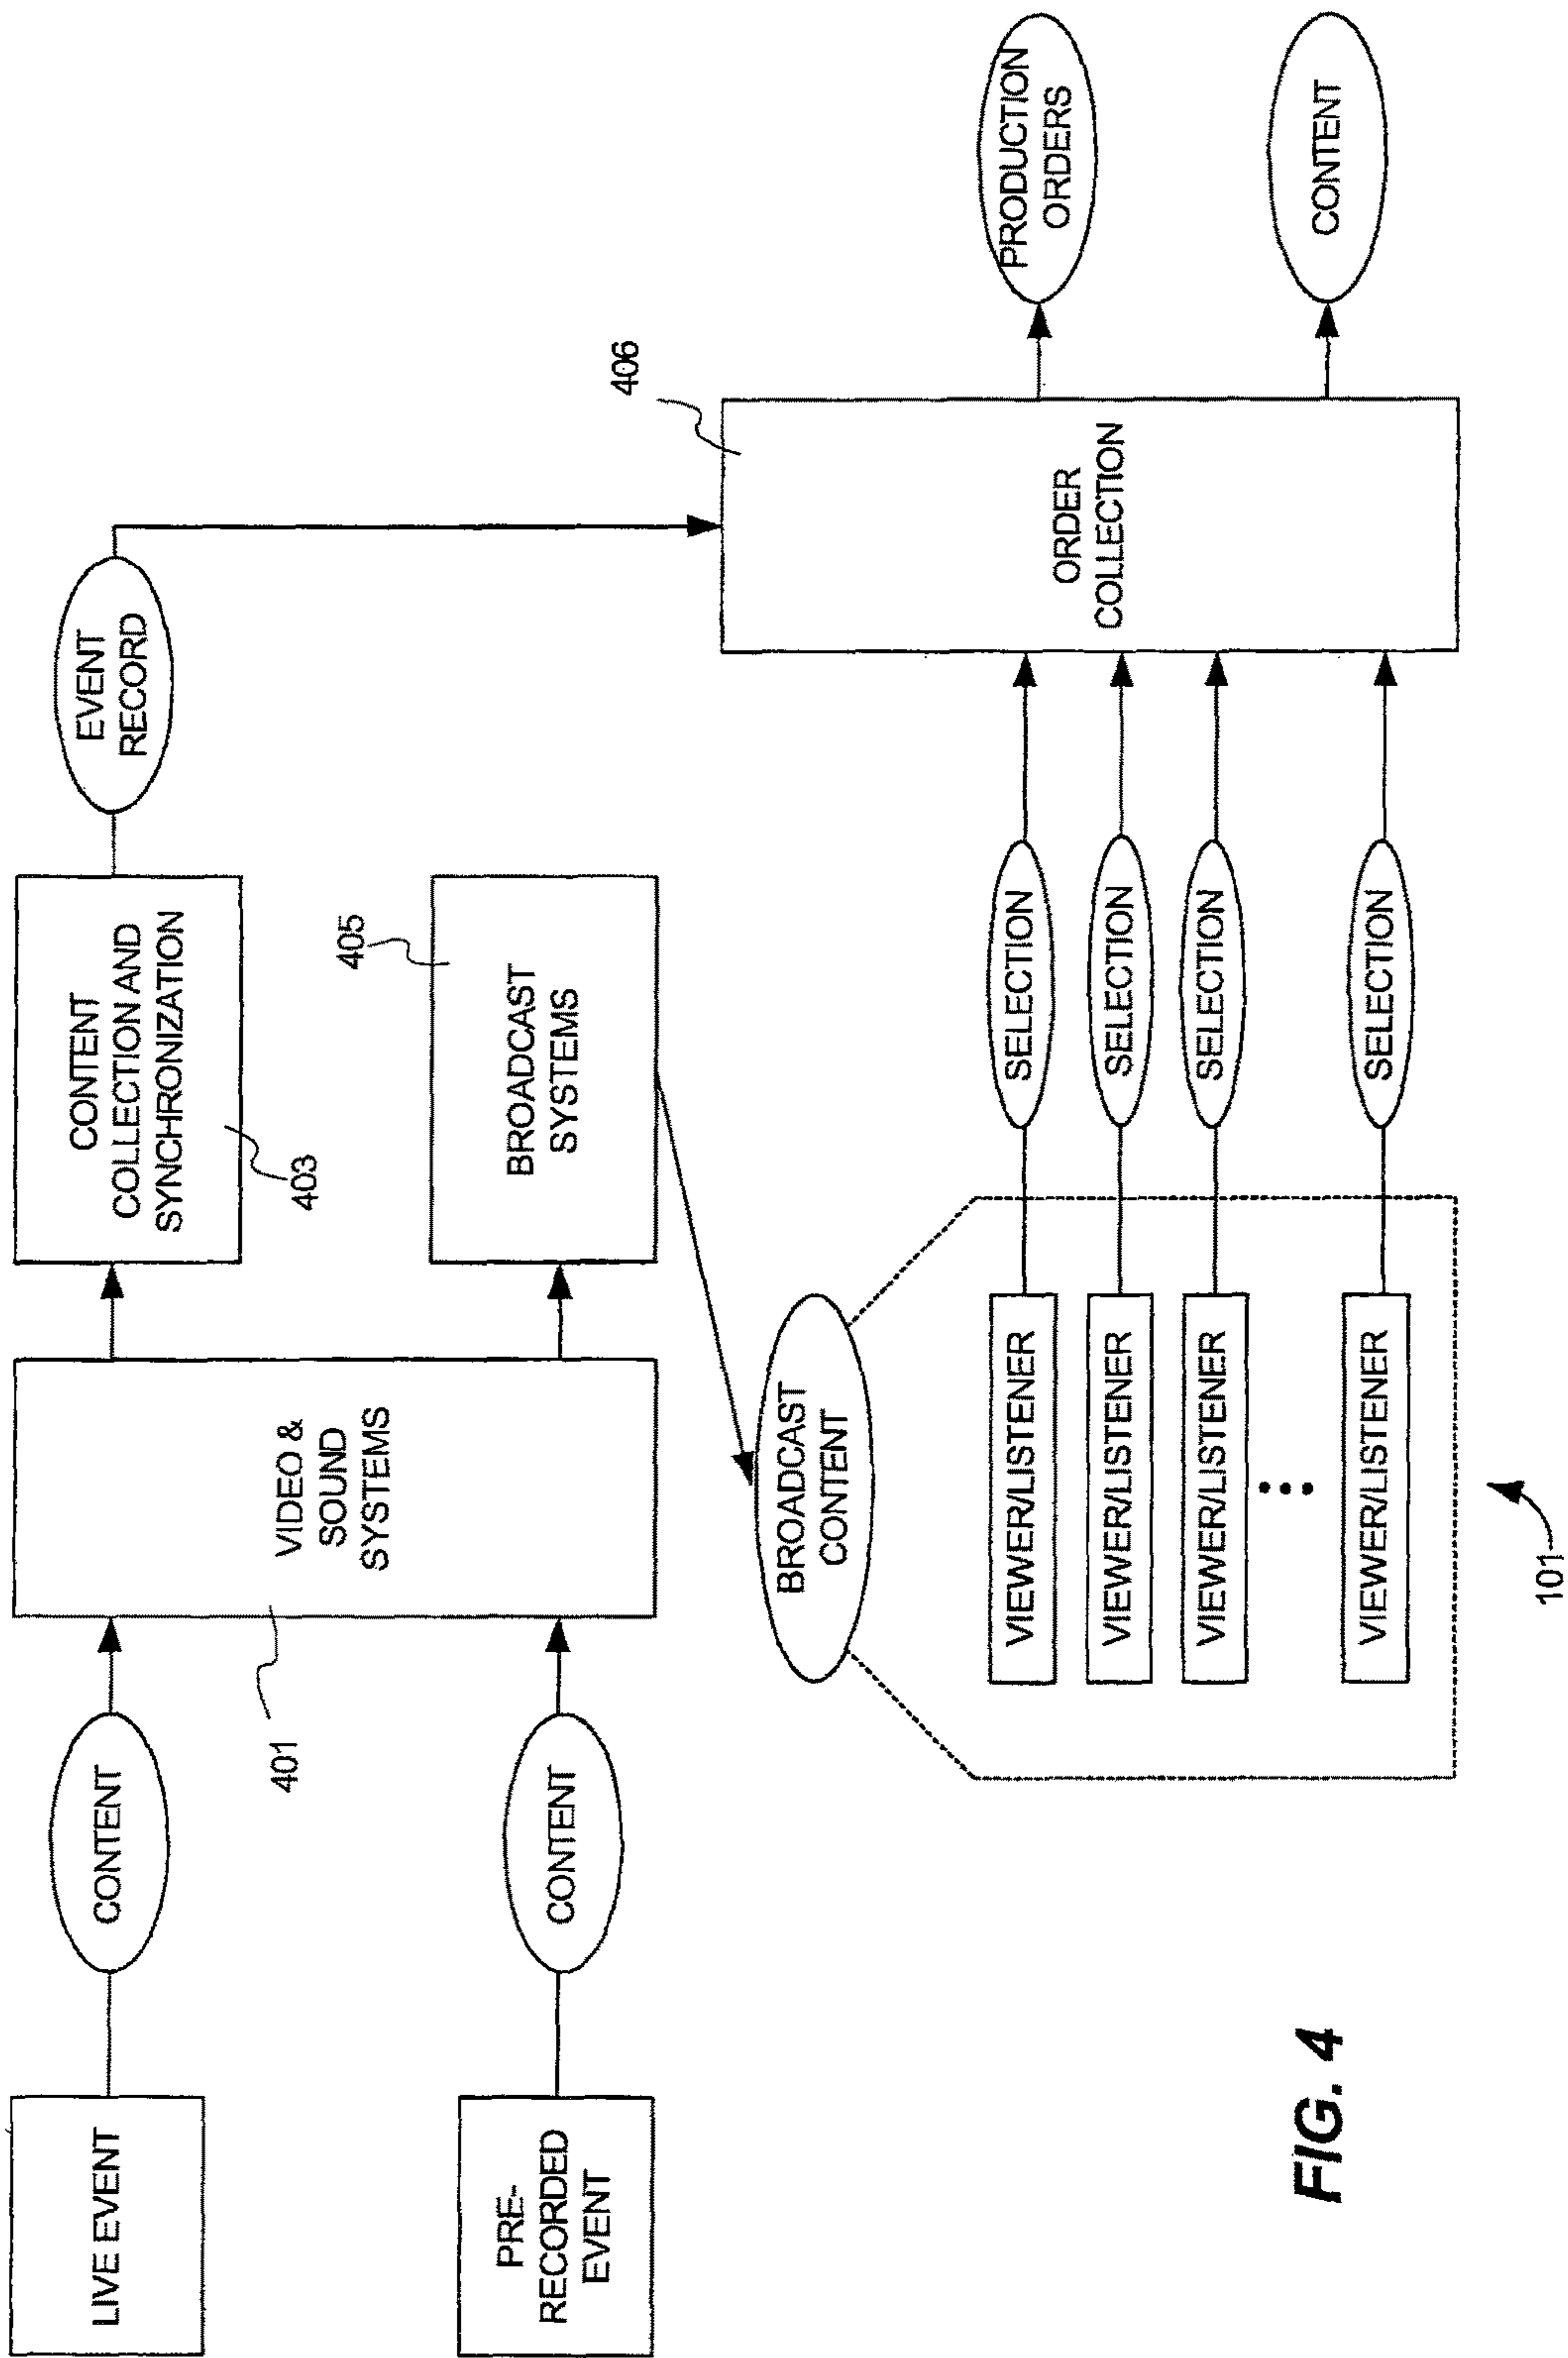 LIVE EVENT
CONTENT
PRE-
RECORDED
EVENT
CONTENT
401
VIDEO &
SOUND
SYSTEMS
CONTENT
COLLECTION AND
SYNCHRONIZATION
403
405
BROADCAST
SYSTEMS
EVENT
RECORD
BROADCAST
CONTENT
VIEWER/LISTENER
SELECTION
VIEWER/LISTENER
SELECTION
VIEWER/LISTENER
SELECTION
VIEWER/LISTENER
SELECTION
101
406
ORDER
COLLECTION
PRODUCTION
ORDERS
CONTENT
FIG. 4